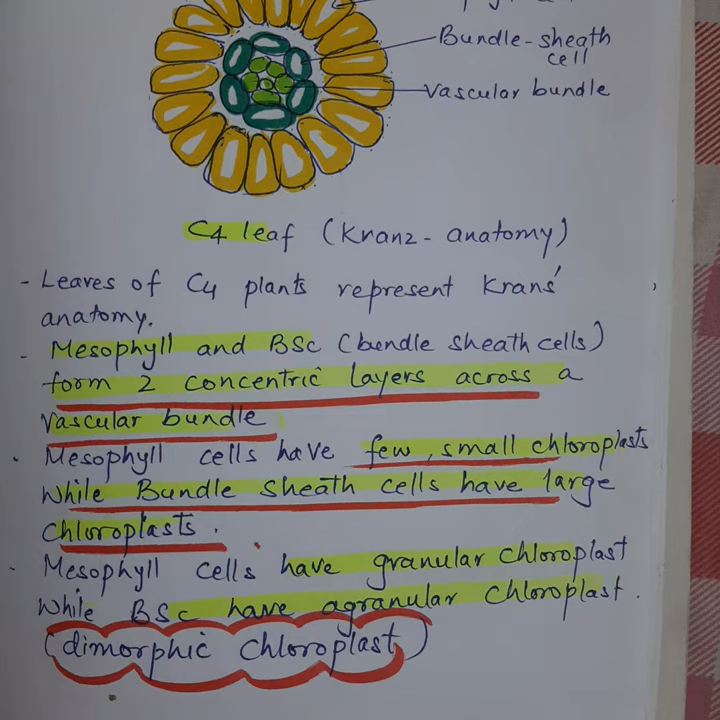 Bundle-sheath
cell
Vascular bundle
C4 leaf (Kranz-anatomy)
- Leaves of C4 plants represent Krans'
anatomy.
- Mesophyll and BSC (bundle sheath cells)
form 2 concentric layers across a
vascular bundle
. Mesophyll cells have few, small chloroplasts
while Bundle sheath cells have large
chloroplasts.
- Mesophyll cells have granular chloroplast
while BSC have agranular chloroplast.
(dimorphic chloroplast)